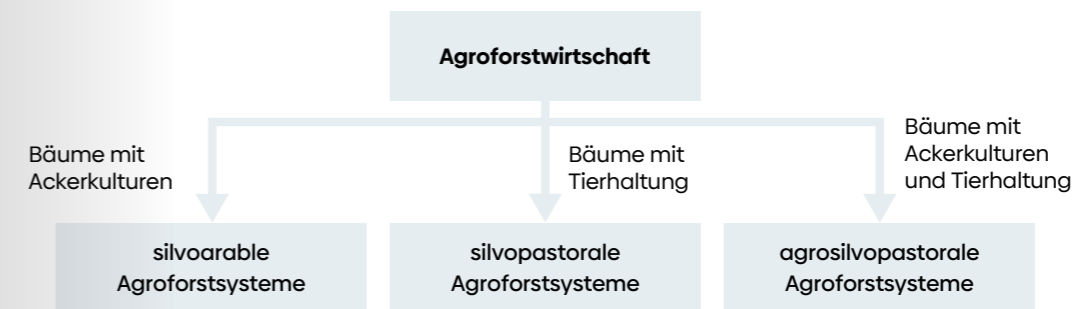 Agroforstwirtschaft
Bäume mit
Ackerkulturen
Bäume mit
Tierhaltung
Bäume mit
Ackerkulturen
und Tierhaltung
silvoarable
Agroforstsysteme
silvopastorale
Agroforstsysteme
agrosilvopastorale
Agroforstsysteme